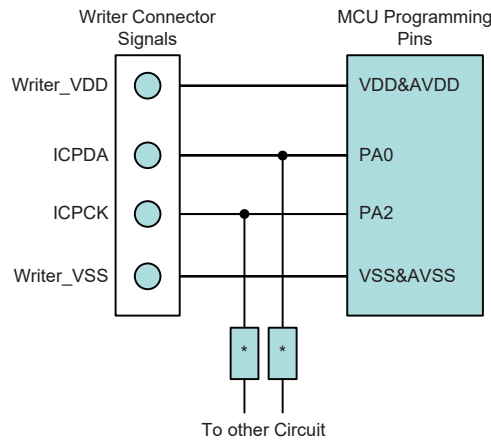 Writer Connector
Signals
MCU Programming
Pins
Writer_VDD
VDD&AVDD
ICPDA
PA0
ICPCK
PA2
Writer_VSS
VSS&AVSS
*
*
To other Circuit